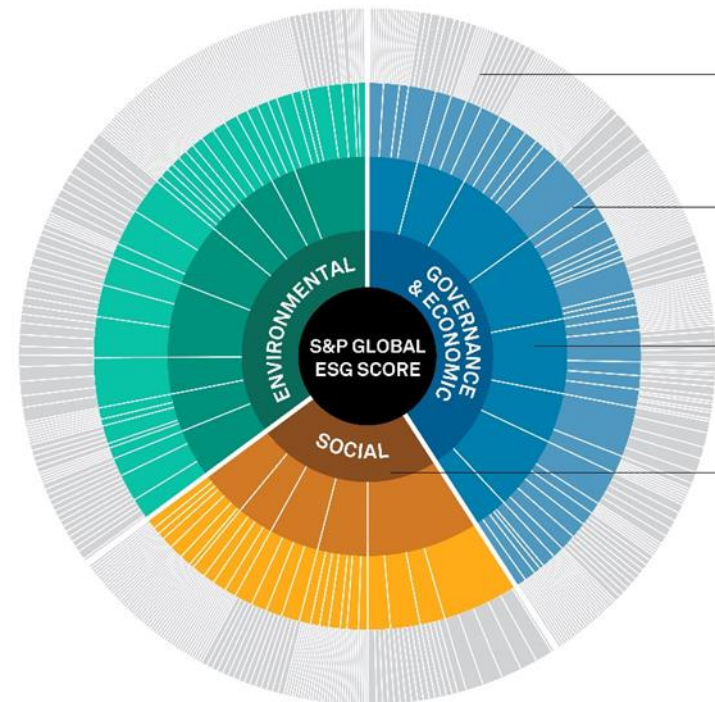 ENVIRONMENTAL
GOVERNANCE
& ECONOMIC
S&P GLOBAL
ESG SCORE
SOCIAL